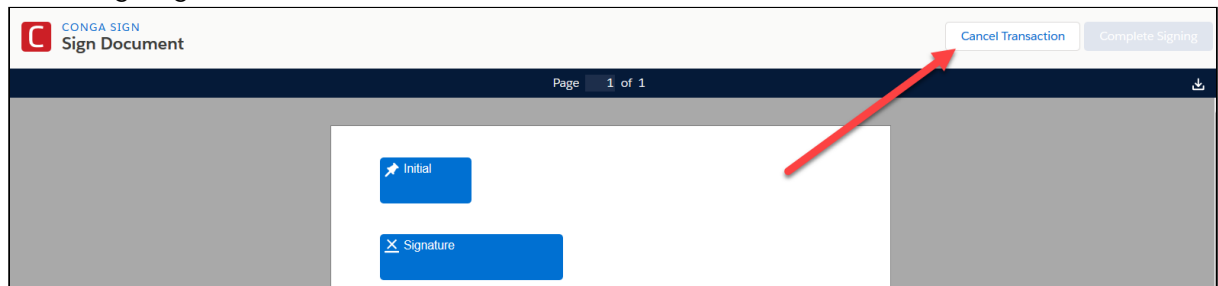 CONGA SIGN
Sign Document
Cancel Transaction
Complete Signing
Page 1 of 1
Initial
Signature